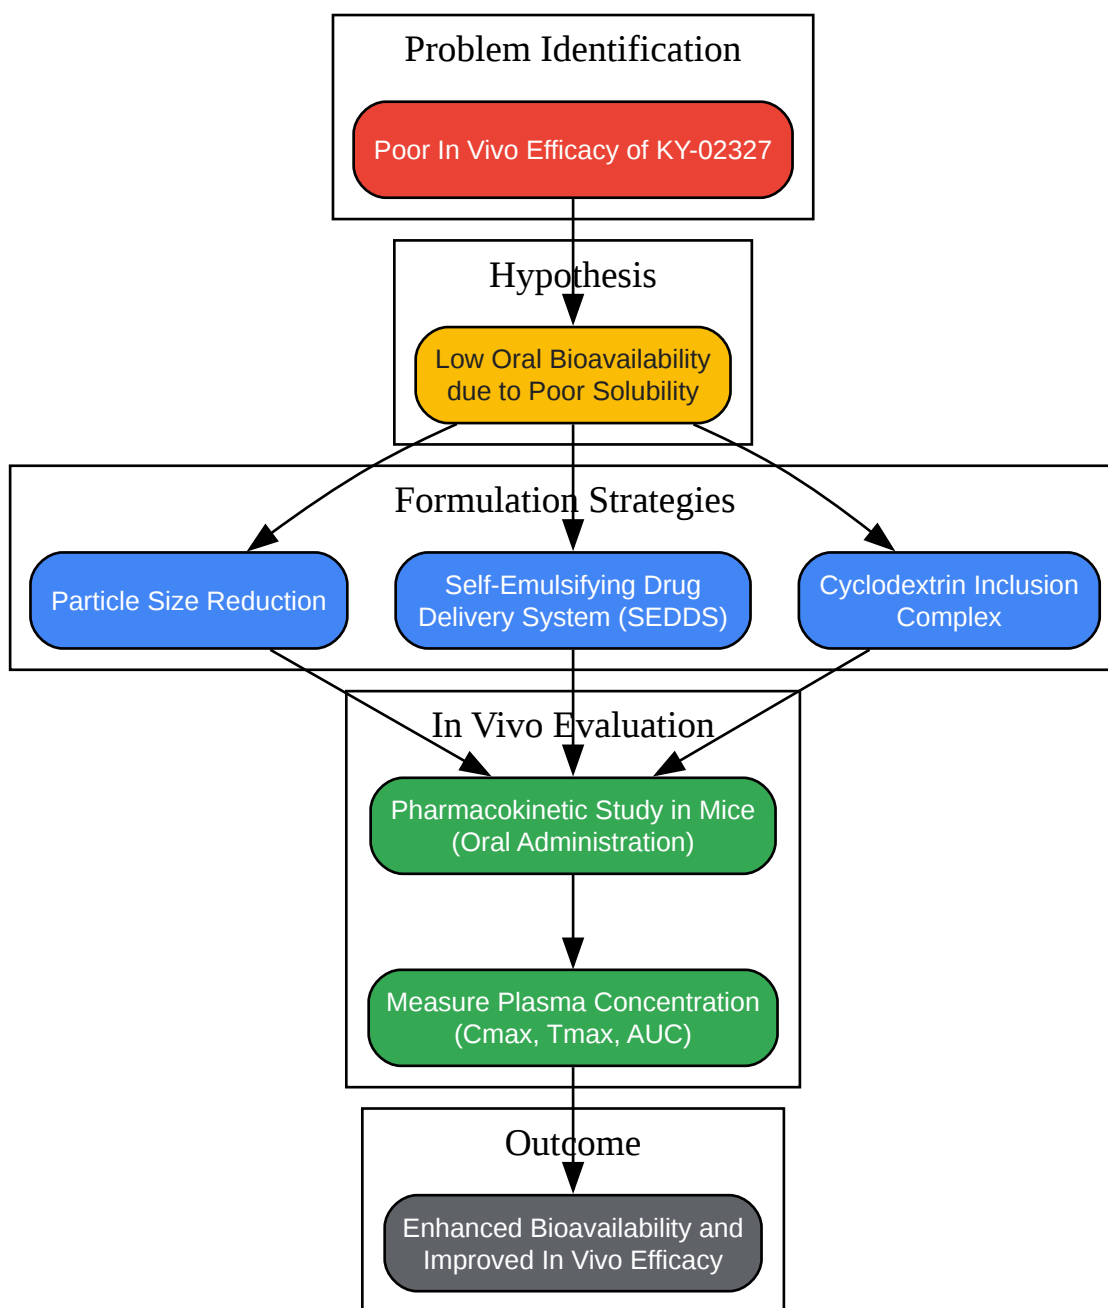 Problem Identification
Poor In Vivo Efficacy of KY-02327
Hypothesis
Low Oral Bioavailability
due to Poor Solubility
Formulation Strategies
Particle Size Reduction
Self-Emulsifying Drug
Delivery System (SEDDS)
Cyclodextrin Inclusion
Complex
In Vivo Evaluation
Pharmacokinetic Study in Mice
(Oral Administration)
Measure Plasma Concentration
(Cmax, Tmax, AUC)
Outcome
Enhanced Bioavailability and
Improved In Vivo Efficacy